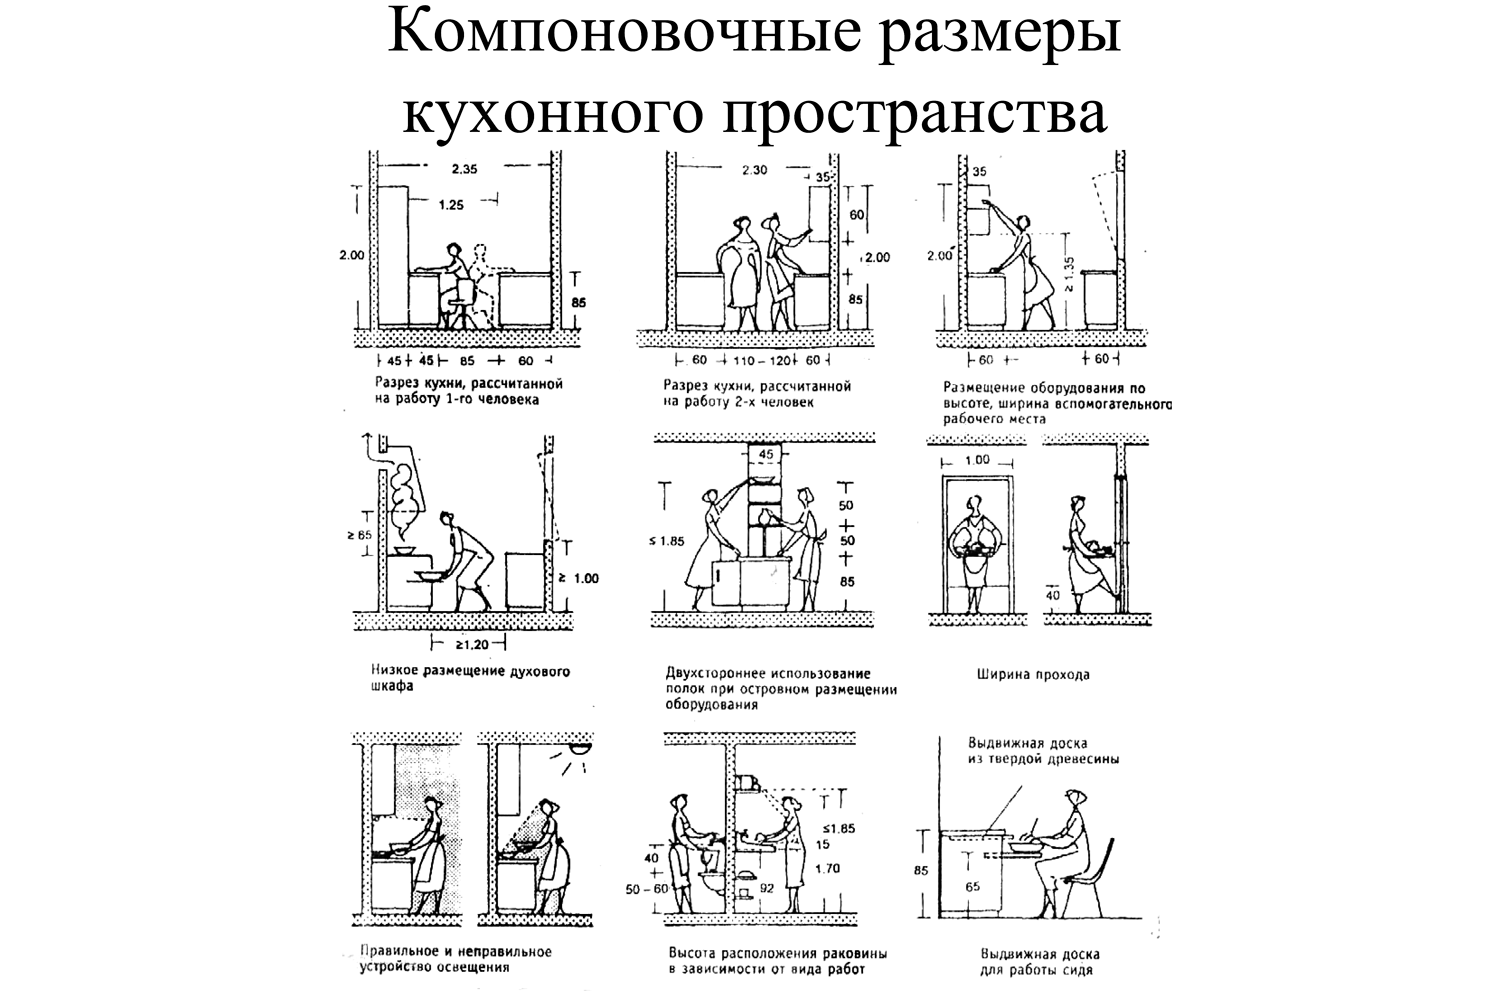 Компоновочные размеры
кухонного пространства
2.35
1.25
2.00
85
45 45 85 60
Разрез кухни, рассчитанной
на работу 1-го человека
2.30
35
60
2.00
85
60 110 – 120 60
Разрез кухни, рассчитанной
на работу 2-х человек
35
2.00
≥ 1.35
60 60
Размещение оборудования по
высоте, ширина вспомогательного
рабочего места
≥ 65
≥ 1.00
≥1.20
Низкое размещение духового
шкафа
45
≤ 1.85
50
50
85
Двухстороннее использование
полок при островном размещении
оборудования
1.00
40
Ширина прохода
Правильное и неправильное
устройство освещения
40
50 – 60
92
≤1.85
15
1.70
Высота расположения раковины
в зависимости от вида работ
Выдвижная доска
из твердой древесины
85
65
Выдвижная доска
для работы сидя